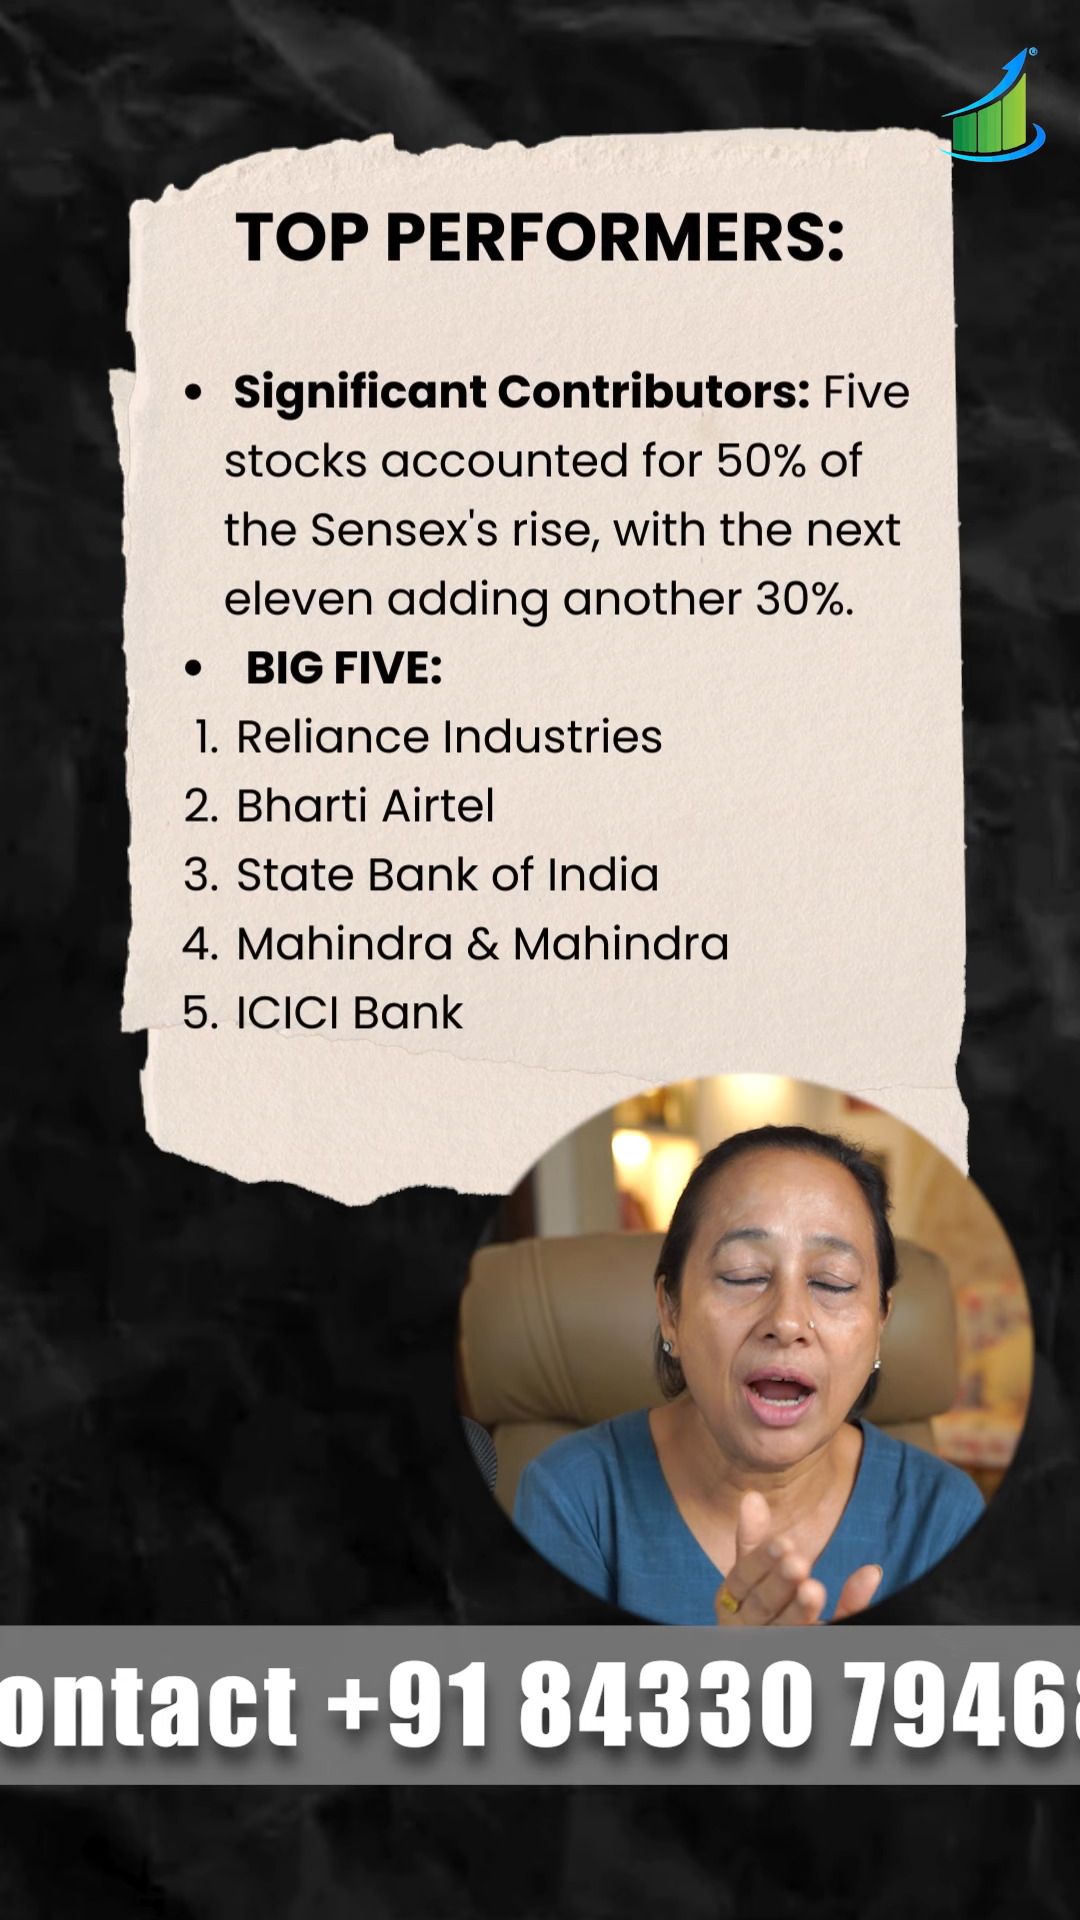 TOP PERFORMERS:
• Significant Contributors: Five
stocks accounted for 50% of
the Sensex's rise, with the next
eleven adding another 30%.
• BIG FIVE:
1. Reliance Industries
2. Bharti Airtel
3. State Bank of India
4. Mahindra & Mahindra
5. ICICI Bank
ontact +91 84330 79468